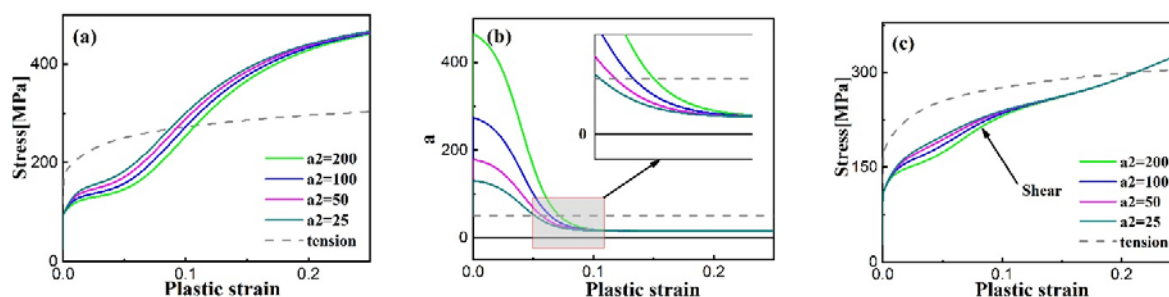 (a)
Stress[MPa]
400
200
0
0.0
0.1
0.2
Plastic strain
a2=200
a2=100
a2=50
a2=25
tension
(b)
a
400
200
0
0.0
0.1
0.2
Plastic strain
0
(c)
Stress[MPa]
300
150
0
0.0
0.1
0.2
Plastic strain
Shear
a2=200
a2=100
a2=50
a2=25
tension